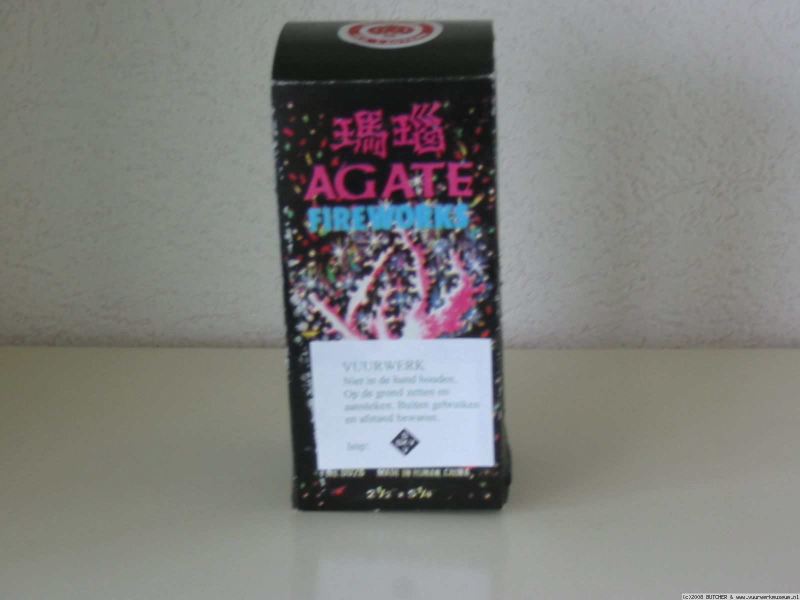 瑪瑙
AGATE
FIREWORKS
VUURWERK
Niet in de hand houden.
Op de grond zetten en
aansteken. Buiten gebruiken
en afstand bewaren.
Imp:
MADE IN HUNAN CHINA
(c)2008 BUTCHER & www.vuurwerkmuseum.nl